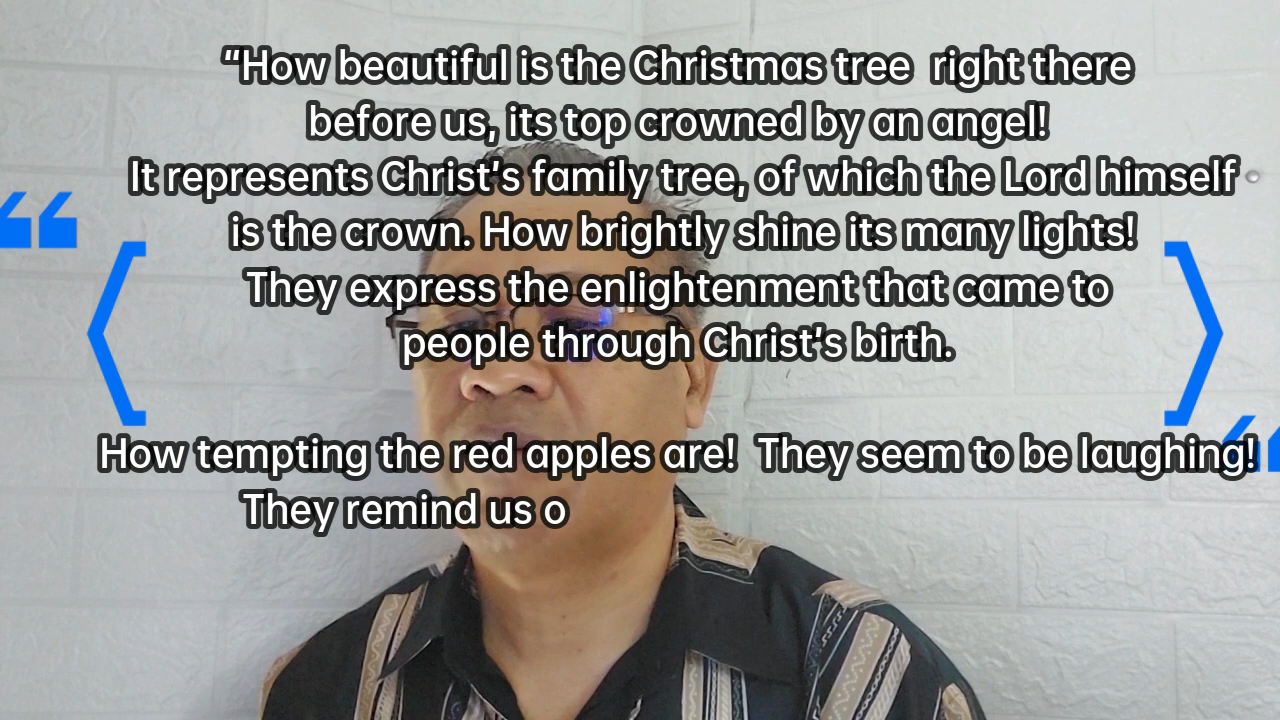 “How beautiful is the Christmas tree right there
before us, its top crowned by an angel!
It represents Christ’s family tree, of which the Lord himself
is the crown. How brightly shine its many lights!
They express the enlightenment that came to
people through Christ’s birth.
How tempting the red apples are! They seem to be laughing!
They remind us o